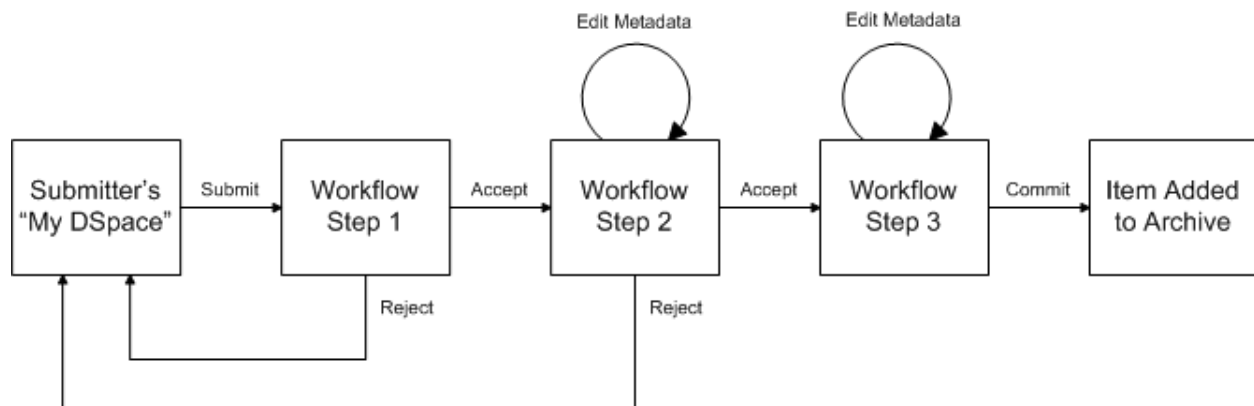 Edit Metadata
Edit Metadata
Submitter's
“My DSpace”
Submit
Workflow
Step 1
Accept
Workflow
Step 2
Accept
Workflow
Step 3
Commit
Item Added
to Archive
Reject
Reject